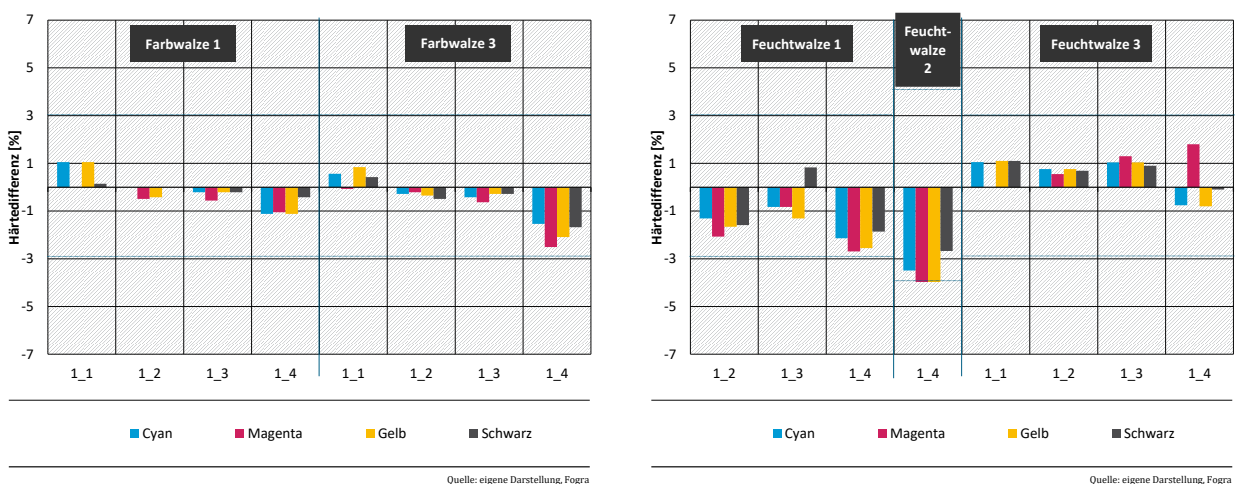 Härtedifferenz [%]
7
5
3
1
-1
-3
-5
-7
Farbwalze 1
Farbwalze 3
1_1 1_2 1_3 1_4 1_1 1_2 1_3 1_4
Cyan Magenta Gelb Schwarz
Quelle: eigene Darstellung, Fogra
Härtedifferenz [%]
7
5
3
1
-1
-3
-5
-7
Feuchtwalze 1
Feucht-
walze
2
Feuchtwalze 3
1_2 1_3 1_4 1_4 1_1 1_2 1_3 1_4
Cyan Magenta Gelb Schwarz
Quelle: eigene Darstellung, Fogra